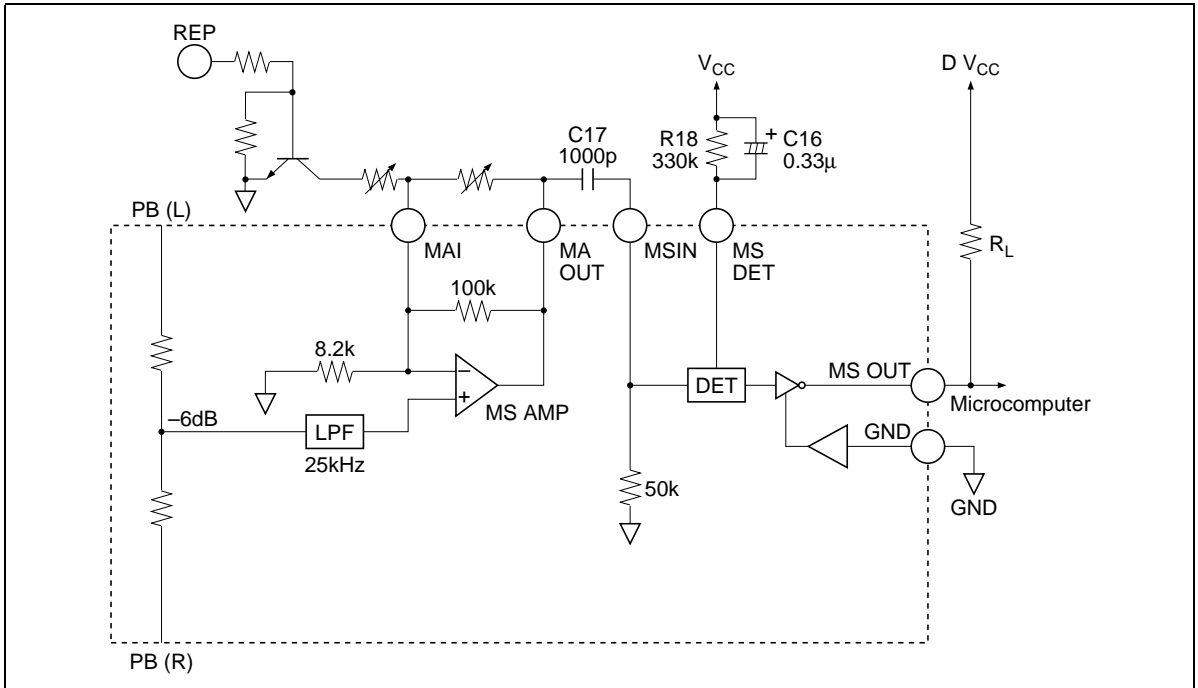 REP
V_CC
D V_CC
C17
1000p
R18
330k
+
C16
0.33µ
PB (L)
MAI
MA
OUT
MSIN
MS
DET
R_L
100k
8.2k
−
+
MS AMP
DET
MS OUT
Microcomputer
–6dB
LPF
25kHz
GND
50k
GND
PB (R)